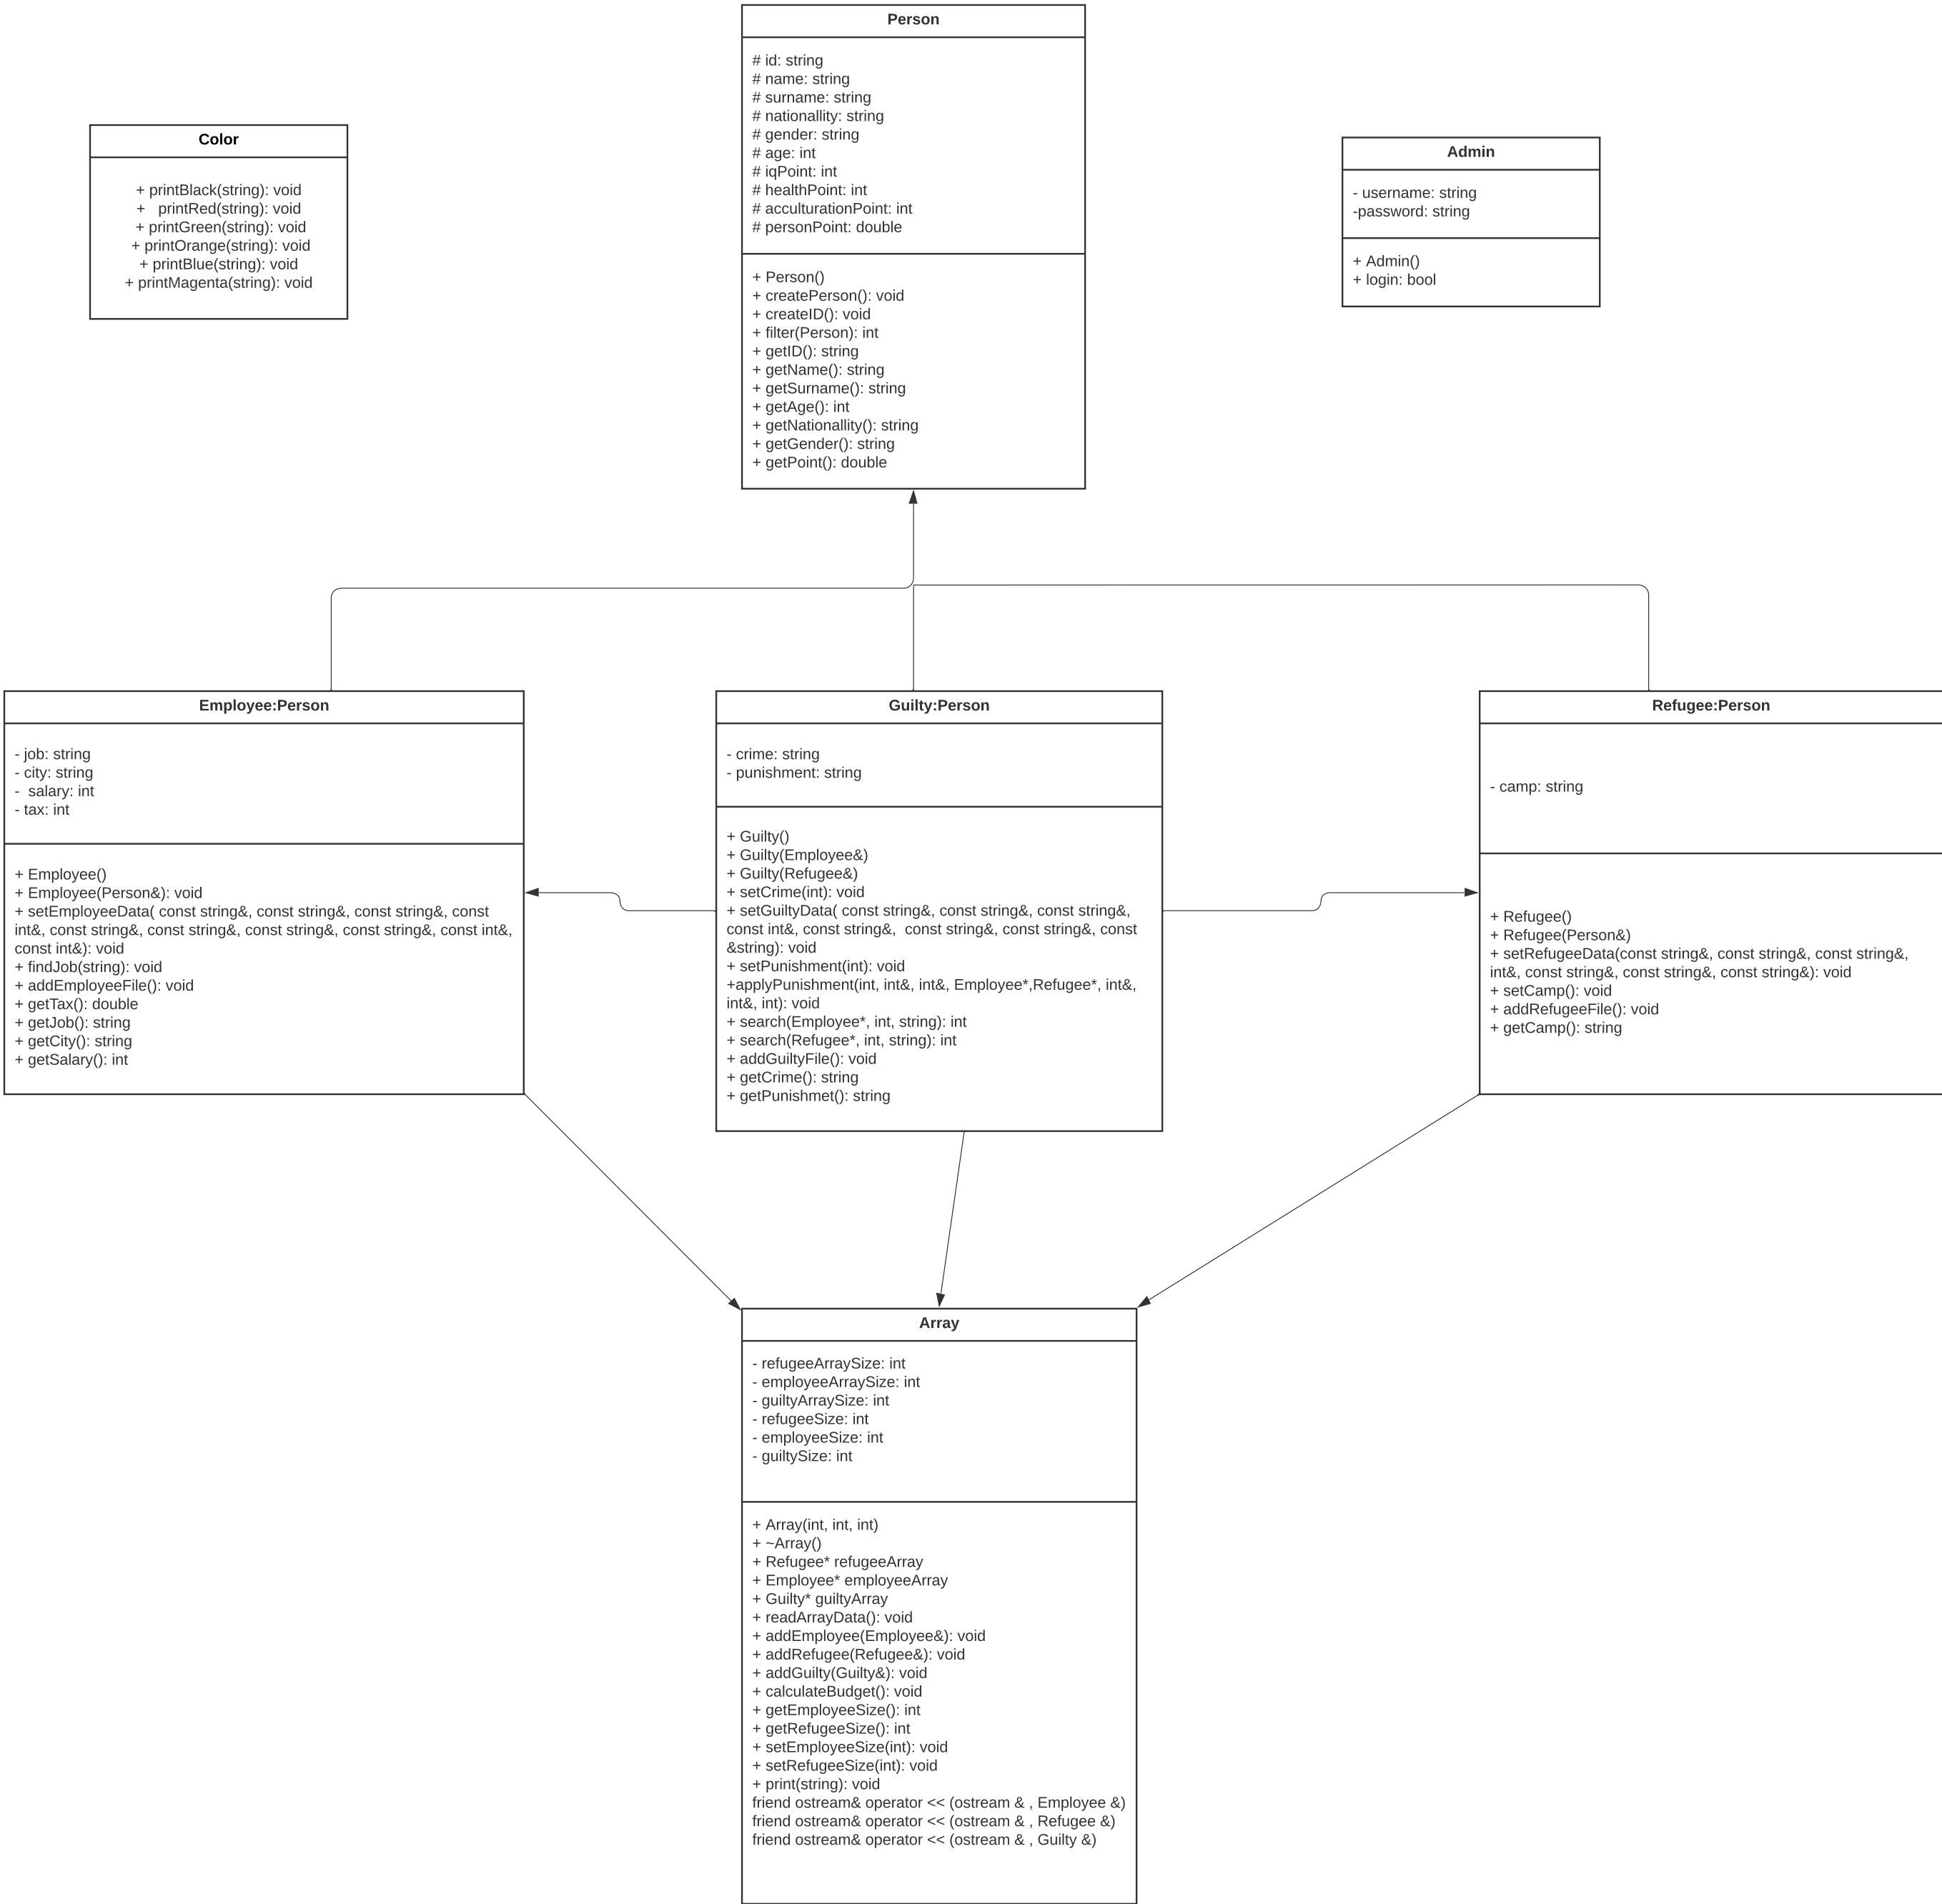 Person
# id: string
# name: string
# surname: string
# nationallity: string
# gender: string
# age: int
# iqPoint: int
# healthPoint: int
# acculturationPoint: int
# personPoint: double
+ Person()
+ createPerson(): void
+ createID(): void
+ filter(Person): int
+ getID(): string
+ getName(): string
+ getSurname(): string
+ getAge(): int
+ getNationallity(): string
+ getGender(): string
+ getPoint(): double
Color
+ printBlack(string): void
+   printRed(string): void
+ printGreen(string): void
+ printOrange(string): void
+ printBlue(string): void
+ printMagenta(string): void
Admin
- username: string
-password: string
+ Admin()
+ login: bool
Employee:Person
- job: string
- city: string
-  salary: int
- tax: int
+ Employee()
+ Employee(Person&): void
+ setEmployeeData( const string&, const string&, const string&, const
int&, const string&, const string&, const string&, const string&, const int&,
const int&): void
+ findJob(string): void
+ addEmployeeFile(): void
+ getTax(): double
+ getJob(): string
+ getCity(): string
+ getSalary(): int
Guilty:Person
- crime: string
- punishment: string
+ Guilty()
+ Guilty(Employee&)
+ Guilty(Refugee&)
+ setCrime(int): void
+ setGuiltyData( const string&, const string&, const string&,
const int&, const string&,  const string&, const string&, const
&string): void
+ setPunishment(int): void
+applyPunishment(int, int&, int&, Employee*,Refugee*, int&,
int&, int): void
+ search(Employee*, int, string): int
+ search(Refugee*, int, string): int
+ addGuiltyFile(): void
+ getCrime(): string
+ getPunishmet(): string
Refugee:Person
- camp: string
+ Refugee()
+ Refugee(Person&)
+ setRefugeeData(const string&, const string&, const string&,
int&, const string&, const string&, const string&): void
+ setCamp(): void
+ addRefugeeFile(): void
+ getCamp(): string
Array
- refugeeArraySize: int
- employeeArraySize: int
- guiltyArraySize: int
- refugeeSize: int
- employeeSize: int
- guiltySize: int
+ Array(int, int, int)
+ ~Array()
+ Refugee* refugeeArray
+ Employee* employeeArray
+ Guilty* guiltyArray
+ readArrayData(): void
+ addEmployee(Employee&): void
+ addRefugee(Refugee&): void
+ addGuilty(Guilty&): void
+ calculateBudget(): void
+ getEmployeeSize(): int
+ getRefugeeSize(): int
+ setEmployeeSize(int): void
+ setRefugeeSize(int): void
+ print(string): void
friend ostream& operator << (ostream & , Employee &)
friend ostream& operator << (ostream & , Refugee &)
friend ostream& operator << (ostream & , Guilty &)